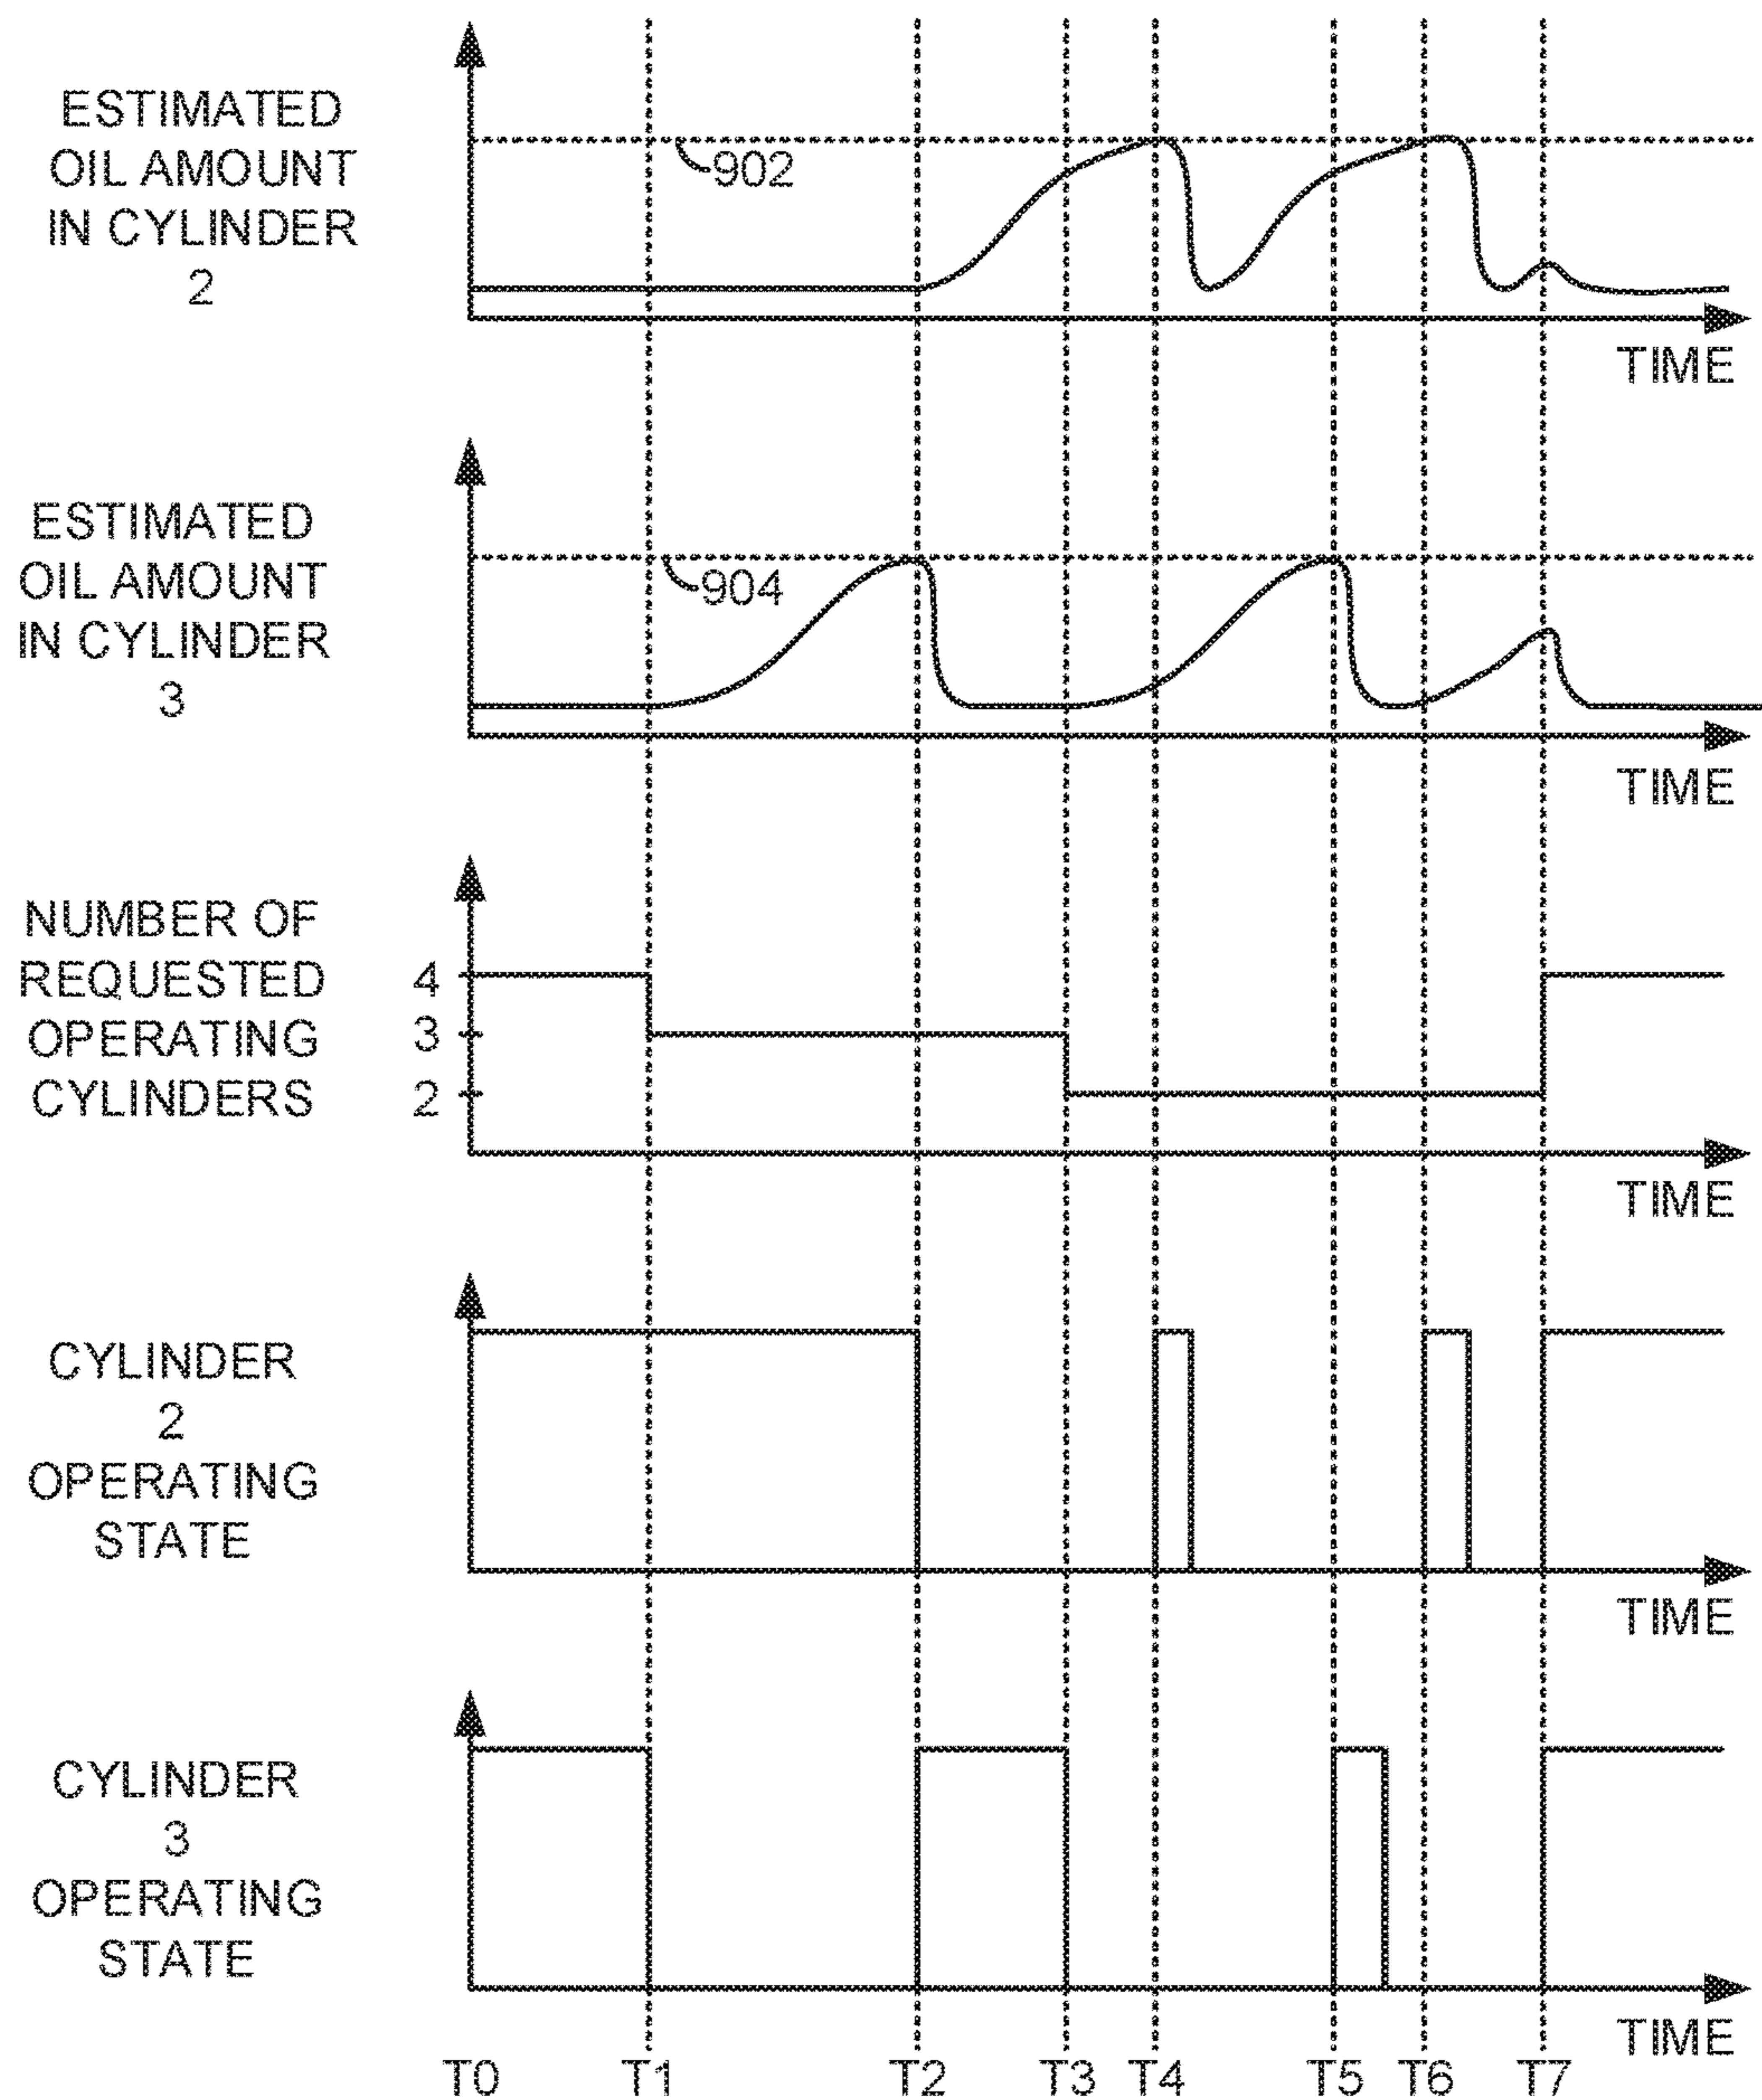 ESTIMATED
OIL AMOUNT
IN CYLINDER
2
902
TIME
ESTIMATED
OIL AMOUNT
IN CYLINDER
3
904
TIME
NUMBER OF
REQUESTED
OPERATING
CYLINDERS
4
3
2
TIME
CYLINDER
2
OPERATING
STATE
TIME
CYLINDER
3
OPERATING
STATE
TIME
T0 T1 T2 T3 T4 T5 T6 T7